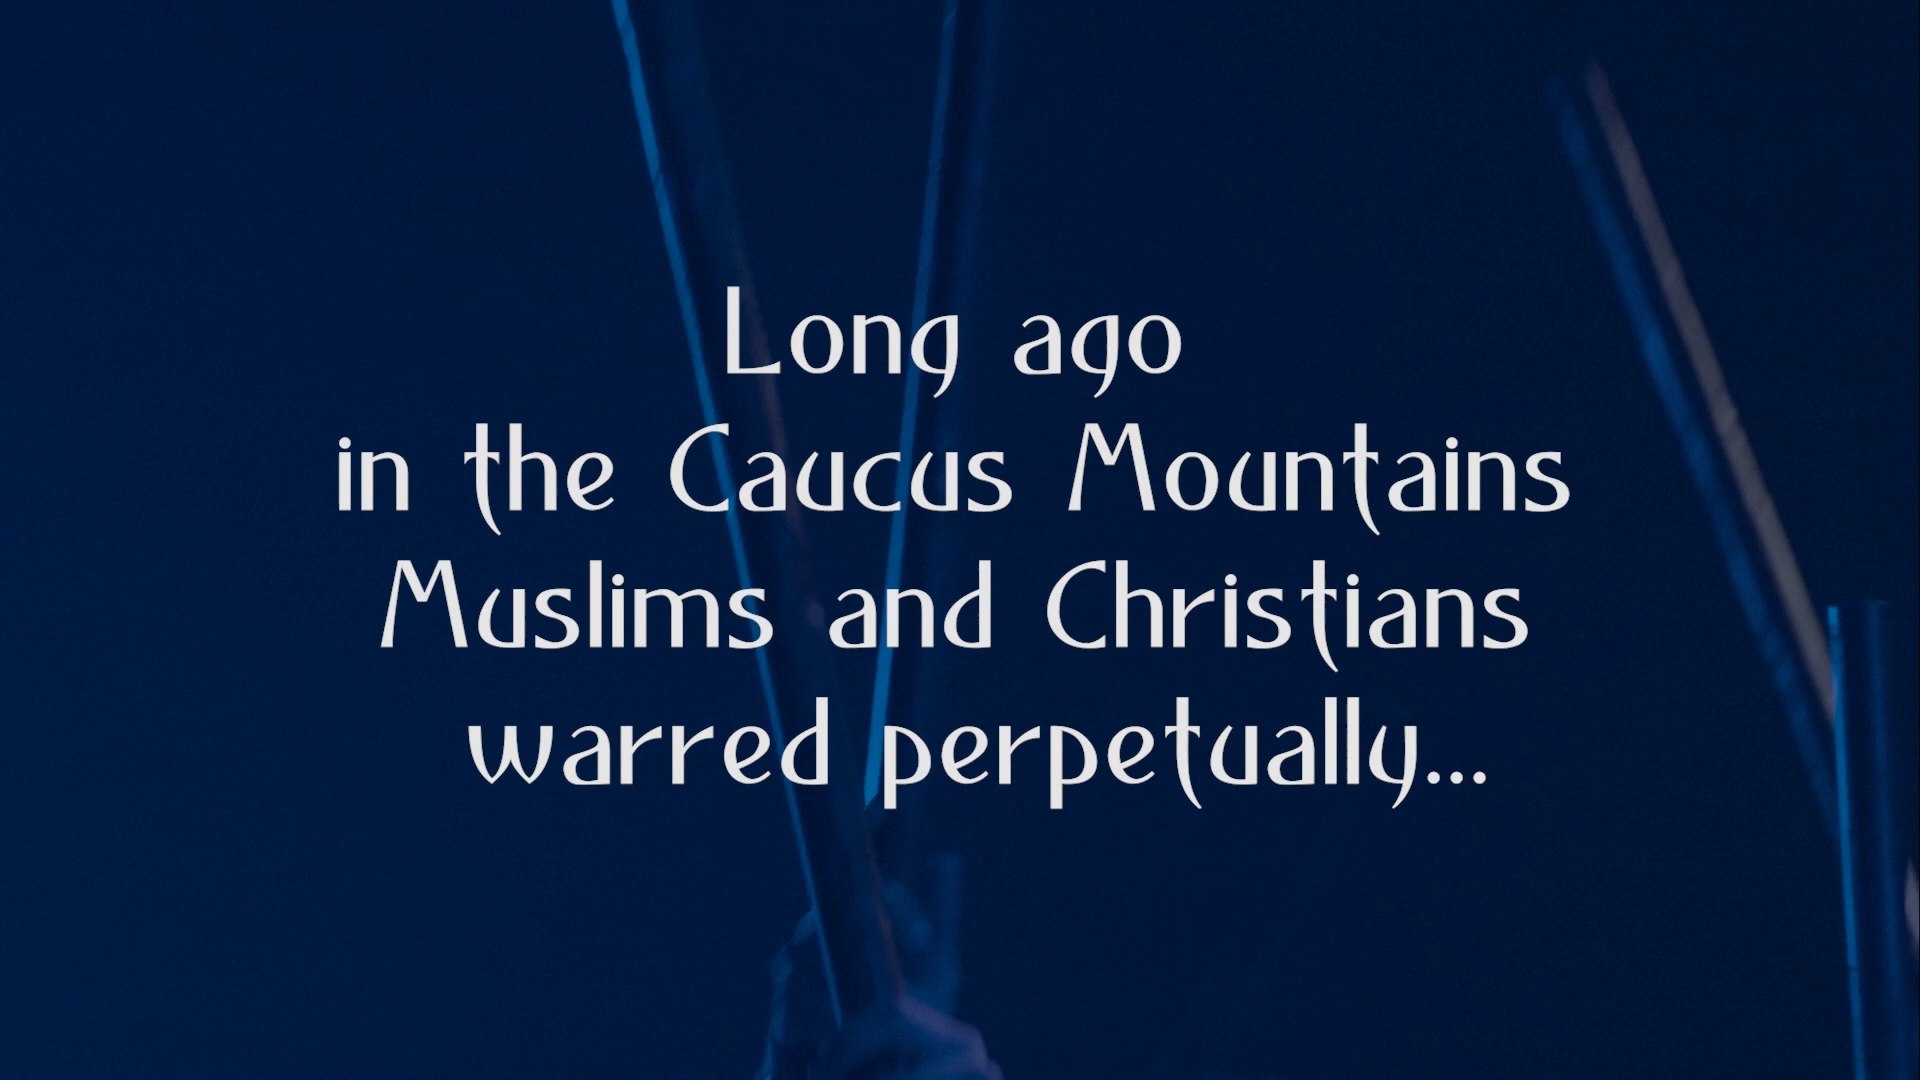 Long ago
in the Caucus Mountains
Muslims and Christians
warred perpetually...